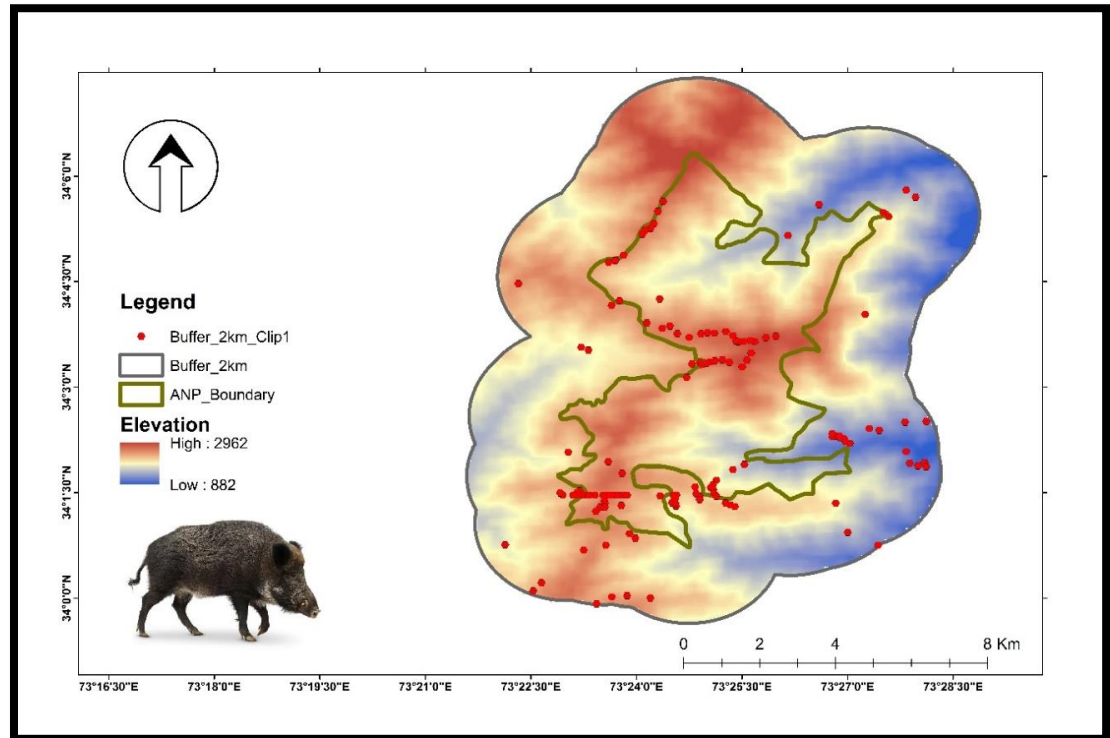 34°6'0"N
34°4'30"N
34°3'0"N
34°1'30"N
34°0'0"N
Legend
Buffer_2km_Clip1
Buffer_2km
ANP_Boundary
Elevation
High : 2962
Low : 882
0 2 4 8 Km
73°16'30"E 73°18'0"E 73°19'30"E 73°21'0"E 73°22'30"E 73°24'0"E 73°25'30"E 73°27'0"E 73°28'30"E